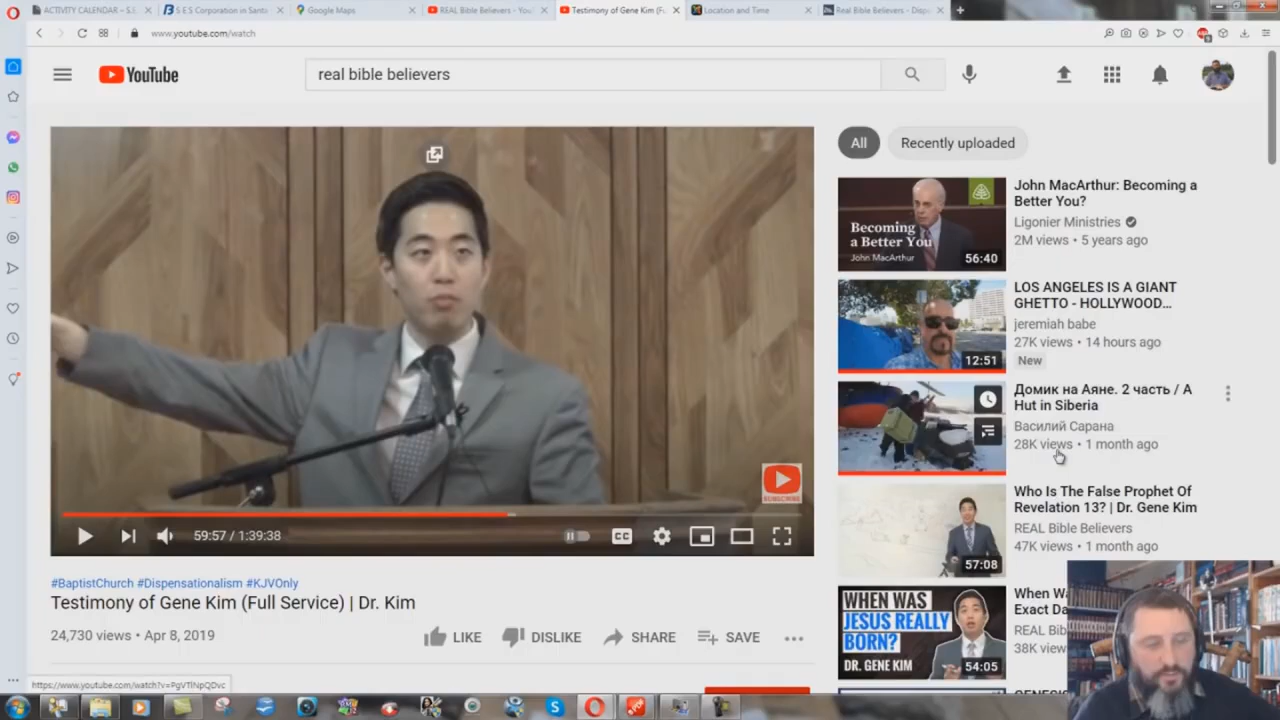 ACTIVITY CALENDAR – S.S
S E S Corporation in Santa
Google Maps
REAL Bible Believers - You
Testimony of Gene Kim (Fu
Location and Time
Real Bible Believers - Disp
www.youtube.com/watch
YouTube
real bible believers
All
Recently uploaded
Becoming
a Better You
John MacArthur
56:40
John MacArthur: Becoming a
Better You?
Ligonier Ministries
2M views • 5 years ago
12:51
LOS ANGELES IS A GIANT
GHETTO - HOLLYWOOD...
jeremiah babe
27K views • 14 hours ago
New
Домик на Аяне. 2 часть / A
Hut in Siberia
Василий Сарана
28K views • 1 month ago
57:08
Who Is The False Prophet Of
Revelation 13? | Dr. Gene Kim
REAL Bible Believers
47K views • 1 month ago
WHEN WAS
JESUS REALLY
BORN?
DR. GENE KIM
54:05
When Wa
Exact Da
REAL Bib
38K view
SUBSCRIBE
59:57 / 1:39:38
CC
#BaptistChurch #Dispensationalism #KJVOnly
Testimony of Gene Kim (Full Service) | Dr. Kim
24,730 views • Apr 8, 2019
LIKE
DISLIKE
SHARE
SAVE
https://www.youtube.com/watch?v=PgVTlNpQDvc